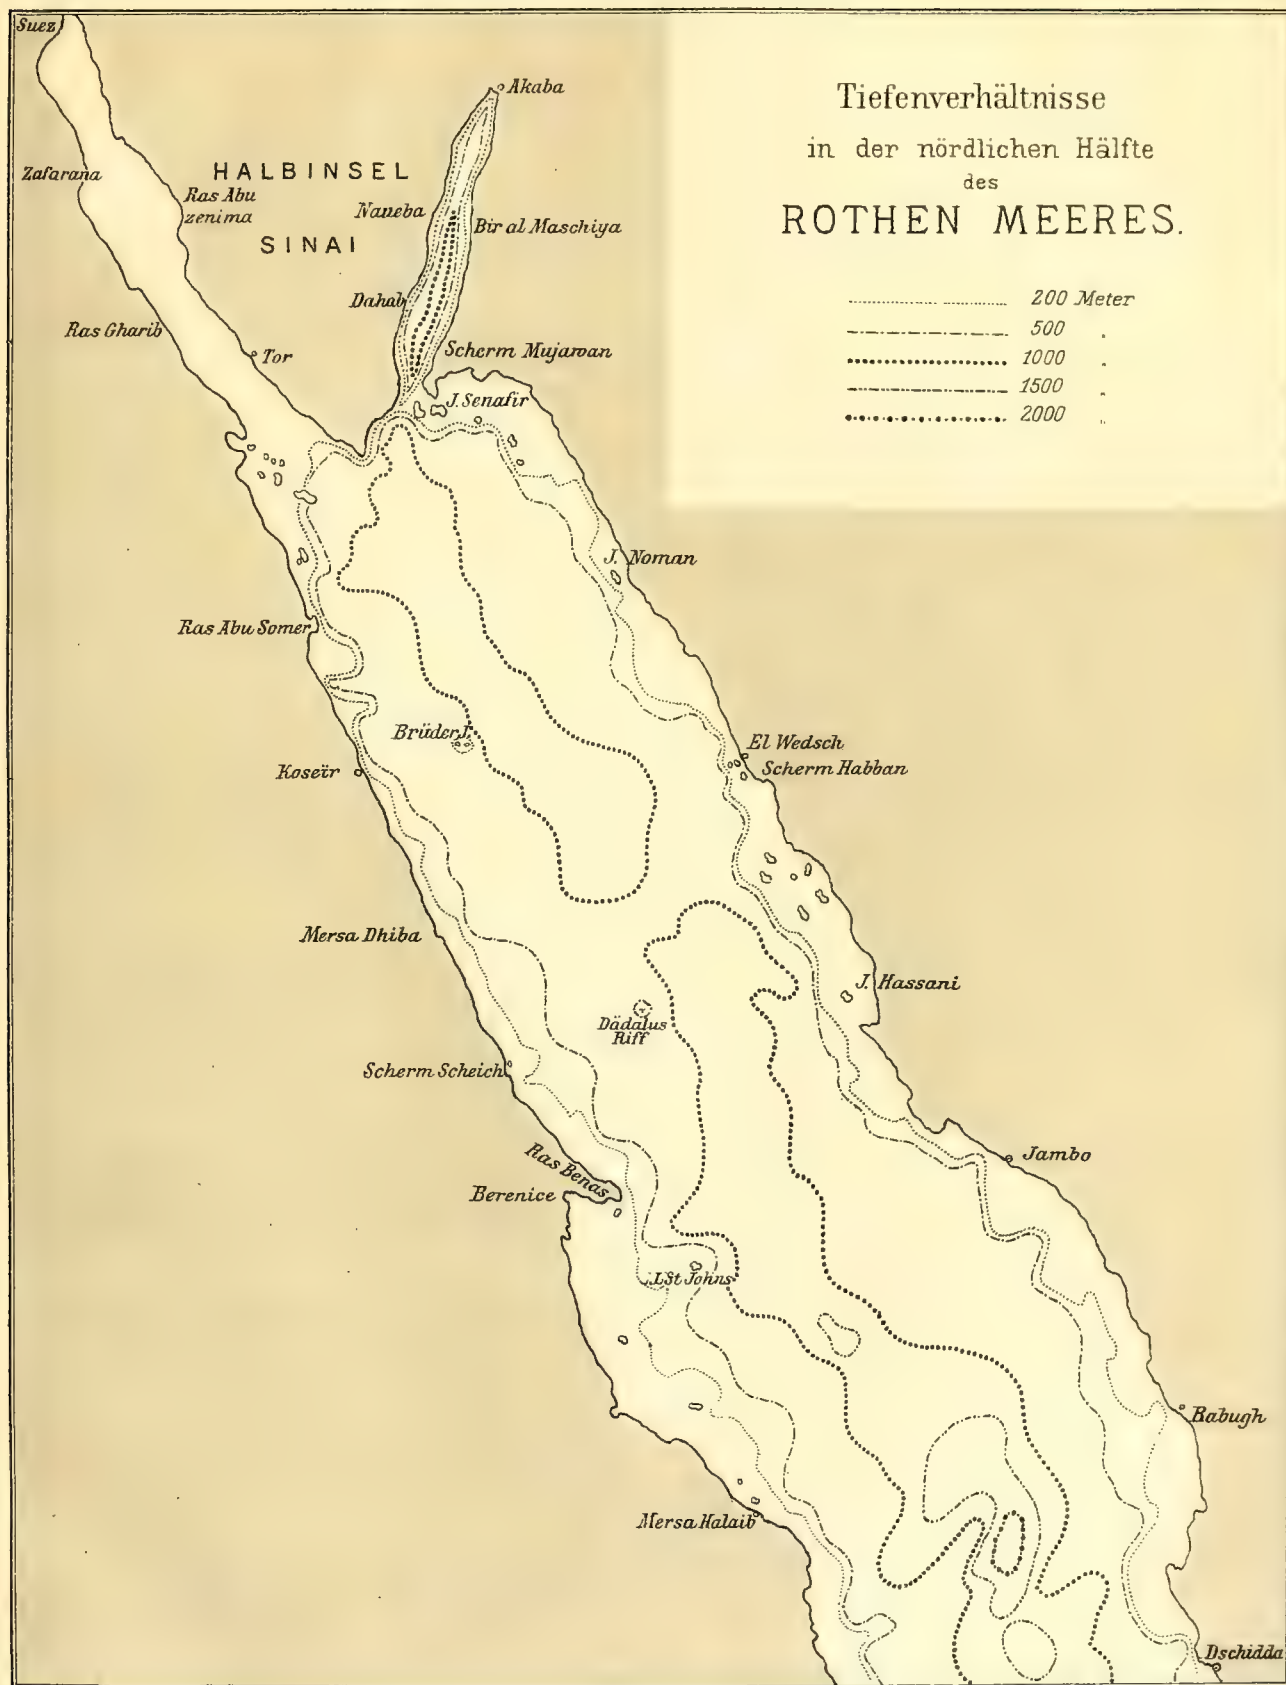 Tiefenverhältnisse
in der nördlichen Hälfte
des
ROTHEN MEERES.
200 Meter
500 "
1000 "
1500 "
2000 "
Suez
Akaba
Zafarana
HALBINSEL
SINAI
Ras Abu
zenima
Naueba
Bir al Maschiya
Dahab
Ras Gharib
Tor
Scherm Mujawan
J. Senafir
J. Noman
Ras Abu Somer
Brüder J.
El Wedsch
Scherm Habban
Koseïr
Mersa Dhiba
J. Hassani
Dädalus
Riff
Scherm Scheich
Jambo
Ras Benas
Berenice
J. St Johns
Rabugh
Mersa Halaib
Dschidda